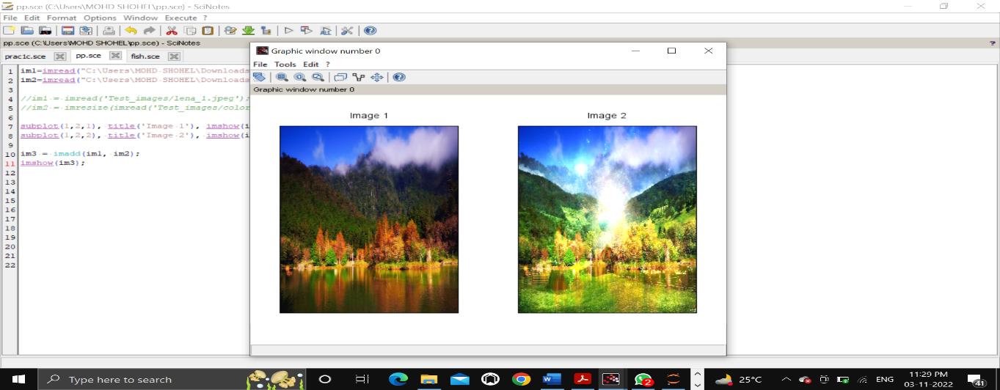 pp.sce (C:\Users\MOHD SHOHEL\pp.sce) - SciNotes
File Edit Format Options Window Execute ?
pp.sce (C:\Users\MOHD SHOHEL\pp.sce) - SciNotes ?
prac1c.sce pp.sce fish.sce
1 im1=imread("C:\Users\MOHD SHOHEL\Downloads
2 im2=imread("C:\Users\MOHD SHOHEL\Downloads
3
4 //im1 = imread('Test_images/lena_1.jpeg');
5 //im2 = imresize(imread('Test_images/color
6
7 subplot(1,2,1), title('Image 1'), imshow(i
8 subplot(1,2,2), title('Image 2'), imshow(i
9
10 im3 = imadd(im1, im2);
11 imshow(im3);
12
13
14
15
16
17
18
19
20
21
22
Graphic window number 0
File Tools Edit ?
Graphic window number 0
Image 1 Image 2
Type here to search
W
2
25°C
ENG
11:29 PM
03-11-2022
41